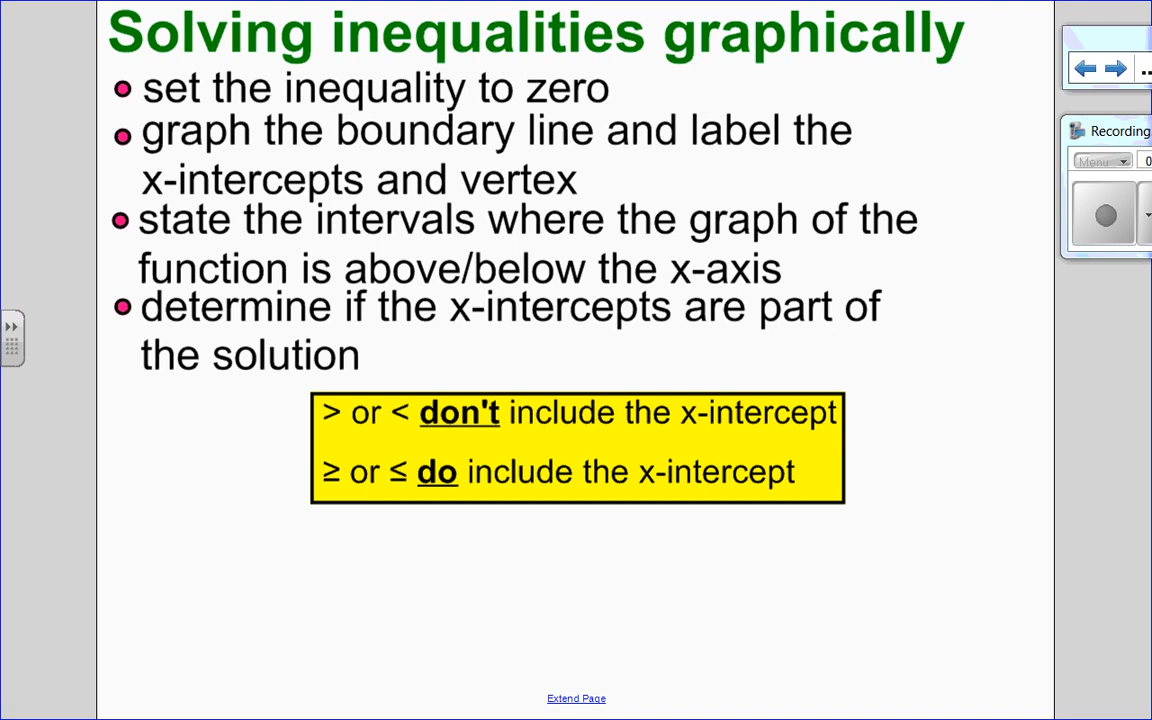 Solving inequalities graphically
set the inequality to zero
graph the boundary line and label the
x-intercepts and vertex
state the intervals where the graph of the
function is above/below the x-axis
determine if the x-intercepts are part of
the solution
> or < don't include the x-intercept
≥ or ≤ do include the x-intercept
Extend Page
...
Recording
Menu
0